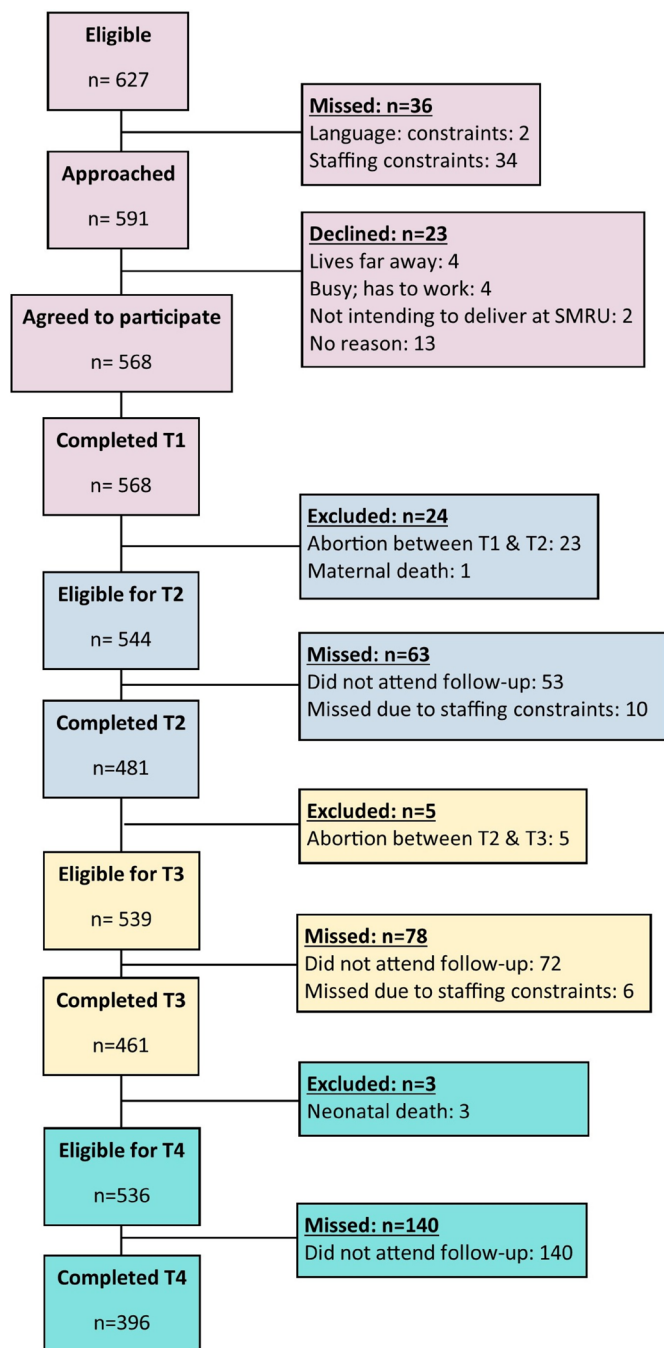 Eligible
n= 627
Missed: n=36
Language: constraints: 2
Staffing constraints: 34
Approached
n= 591
Declined: n=23
Lives far away: 4
Busy; has to work: 4
Not intending to deliver at SMRU: 2
No reason: 13
Agreed to participate
n= 568
Completed T1
n= 568
Excluded: n=24
Abortion between T1 & T2: 23
Maternal death: 1
Eligible for T2
n= 544
Missed: n=63
Did not attend follow-up: 53
Missed due to staffing constraints: 10
Completed T2
n=481
Excluded: n=5
Abortion between T2 & T3: 5
Eligible for T3
n= 539
Missed: n=78
Did not attend follow-up: 72
Missed due to staffing constraints: 6
Completed T3
n=461
Excluded: n=3
Neonatal death: 3
Eligible for T4
n=536
Missed: n=140
Did not attend follow-up: 140
Completed T4
n=396